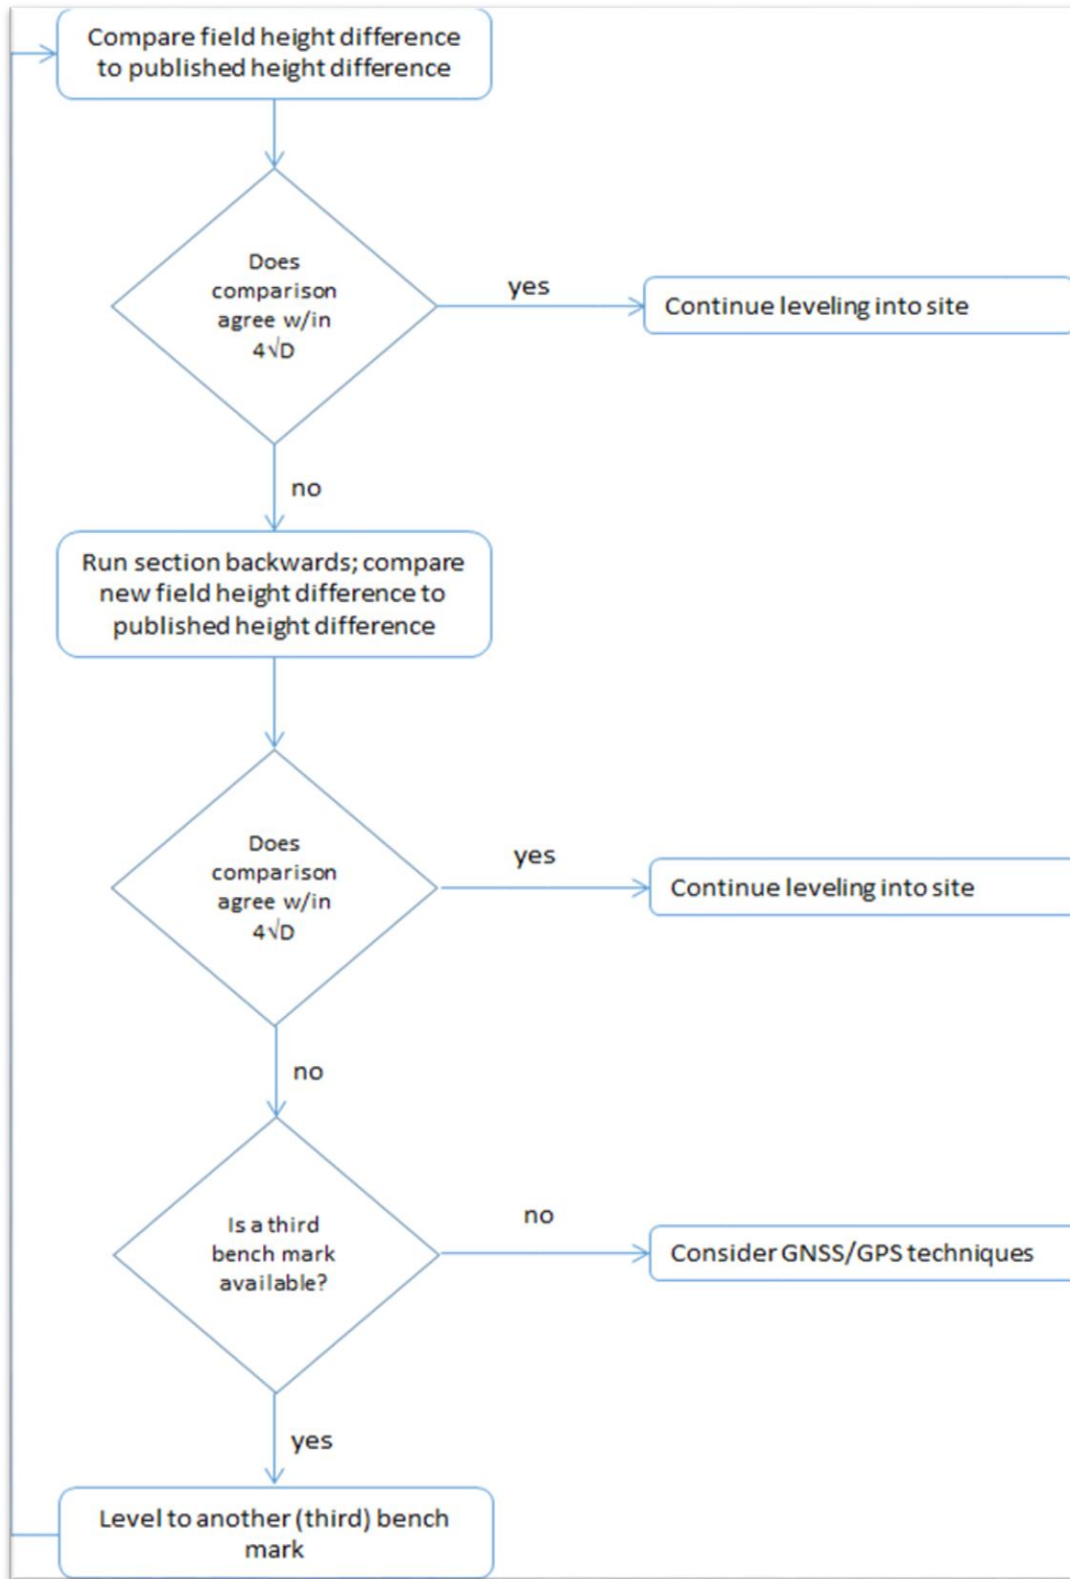 Compare field height difference
to published height difference
Does
comparison
agree w/in
4√D
yes
Continue leveling into site
no
Run section backwards; compare
new field height difference to
published height difference
Does
comparison
agree w/in
4√D
yes
Continue leveling into site
no
Is a third
bench mark
available?
no
Consider GNSS/GPS techniques
yes
Level to another (third) bench
mark